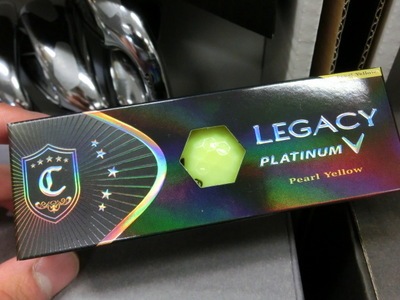 C
LEGACY
PLATINUM V
Pearl Yellow